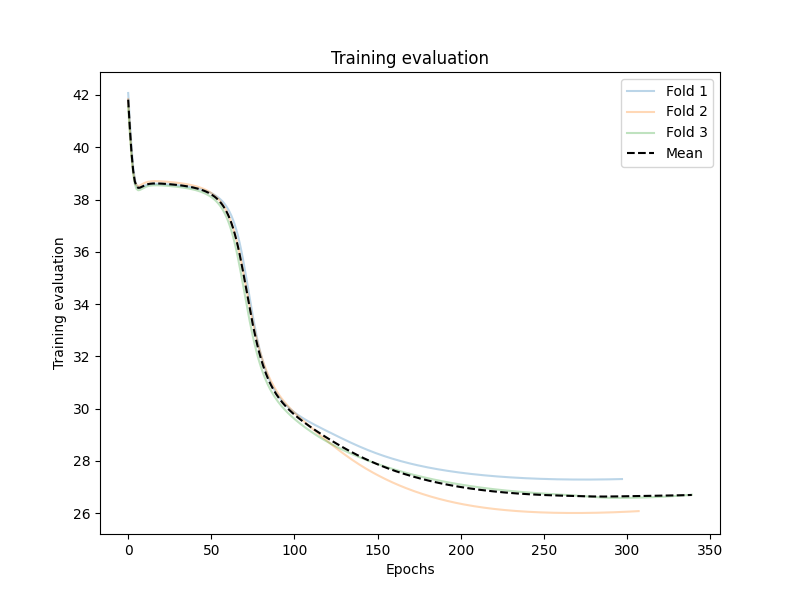 Training evaluation
Fold 1
Fold 2
Fold 3
Mean
Training evaluation
42
40
38
36
34
32
30
28
26
0 50 100 150 200 250 300 350
Epochs